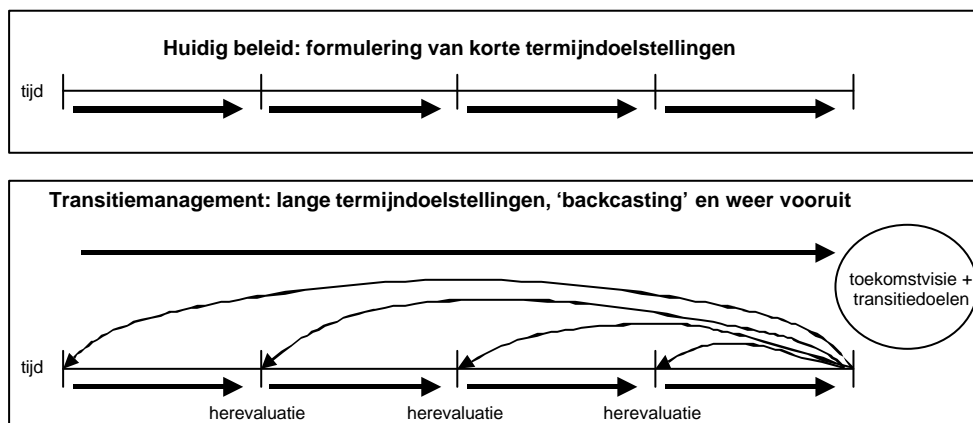 Huidig beleid: formulering van korte termijndoelstellingen
tijd
Transitiemanagement: lange termijndoelstellingen, ‘backcasting’ en weer vooruit
toekomstvisie +
transitiedoelen
tijd
herevaluatie herevaluatie herevaluatie